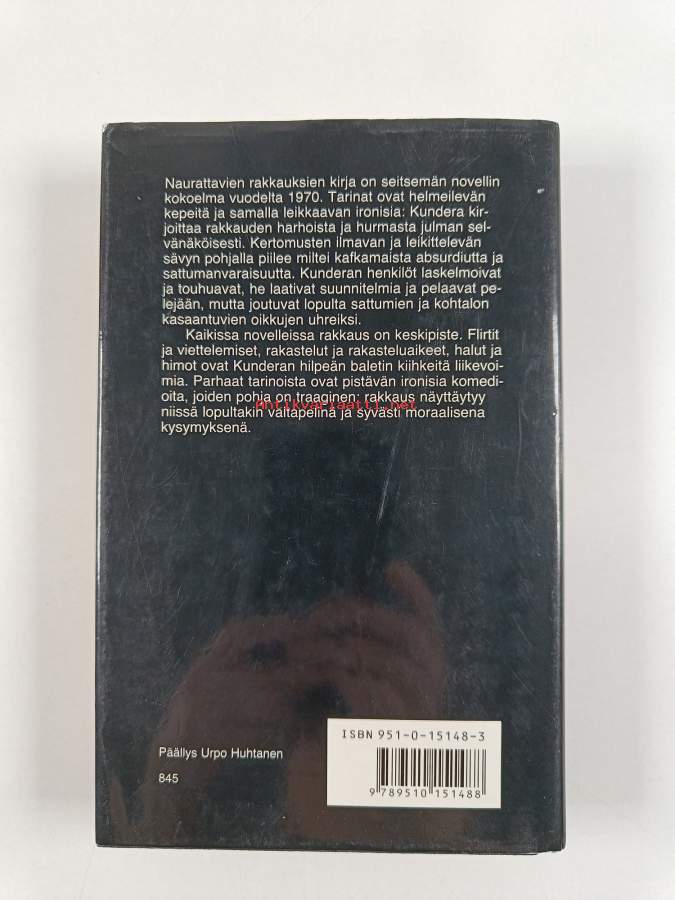 Naurattavien rakkauksien kirja on seitsemän novellin
kokoelma vuodelta 1970. Tarinat ovat helmeilevän
kepeitä ja samalla leikkaavan ironisia: Kundera kir-
joittaa rakkauden harhoista ja hurmasta julman sel-
vänäköisesti. Kertomusten ilmavan ja leikittelevän
sävyn pohjalla piilee miltei kafkamaista absurdiutta ja
sattumanvaraisuutta. Kunderan henkilöt laskelmoivat
ja touhuavat, he laativat suunnitelmia ja pelaavat pe-
lejään, mutta joutuvat lopulta sattumien ja kohtalon
kasaantuvien oikkujen uhreiksi.
Kaikissa novelleissa rakkaus on keskipiste. Flirtit
ja viettelemiset, rakastelut ja rakasteluaikeet, halut ja
himot ovat Kunderan hilpeän baletin kiihkeitä liikevoi-
mia. Parhaat tarinoista ovat pistävän ironisia komedi-
oita, joiden pohja on traaginen: rakkaus näyttäytyy
Antikvariaatti.net
niissä lopultakin valtapelinä ja syvästi moraalisena
kysymyksenä.
ISBN 951-0-15148-3
Päällys Urpo Huhtanen
845
9 789510 151488